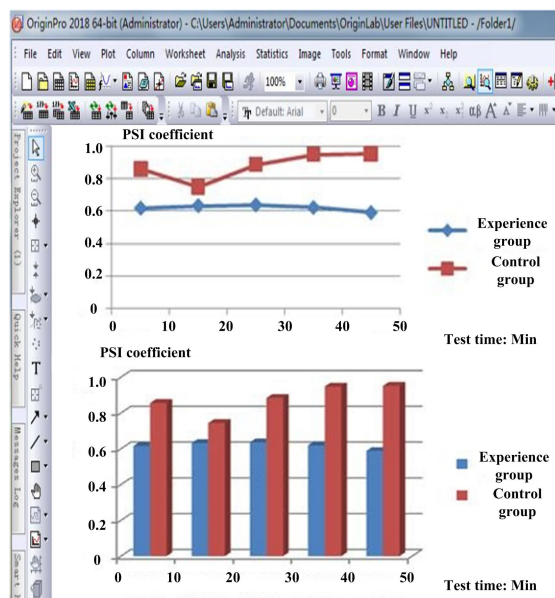 OriginPro 2018 64-bit (Administrator) - C:\Users\Administrator\Documents\OriginLab\User Files\UNTITLED - /Folder1/
File Edit View Plot Column Worksheet Analysis Statistics Image Tools Format Window Help
100%
Default: Arial 0 B I U x² x₁ αβ A A
Project Explorer (1)
Quick Help
Messages Log
Smart
T
PSI coefficient
1.0
0.8
0.6
0.4
0.2
0
0 10 20 30 40 50
Experience
group
Control
group
Test time: Min
PSI coefficient
1.0
0.8
0.6
0.4
0.2
0
0 10 20 30 40 50
Experience
group
Control
group
Test time: Min